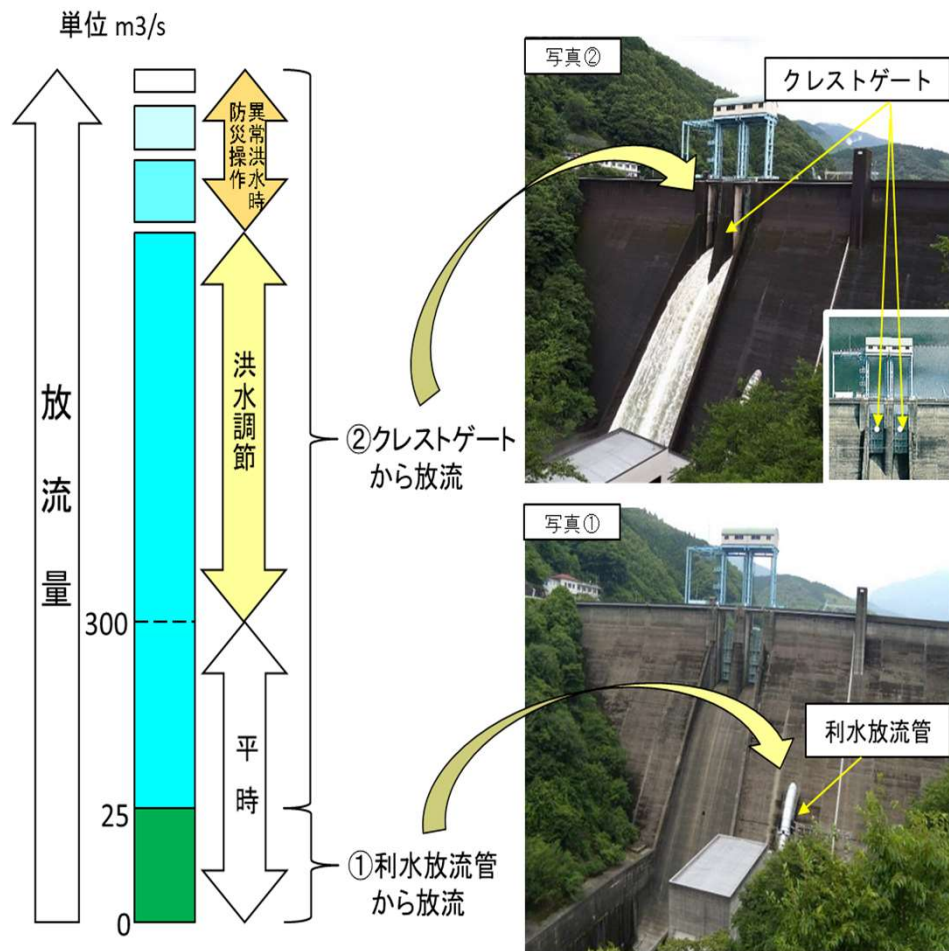 単位 m3/s
放流量
300
25
0
異常洪水時
防災操作
洪水調節
平時
②クレストゲート
から放流
①利水放流管
から放流
写真②
クレストゲート
写真①
利水放流管